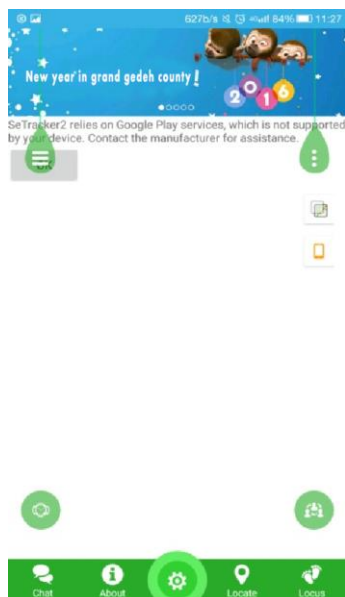 627b/s 4G 84% 11:27
New year in grand gedeh county!
2016
SeTracker2 relies on Google Play services, which is not supported
by your device. Contact the manufacturer for assistance.
Chat About Locate Locus